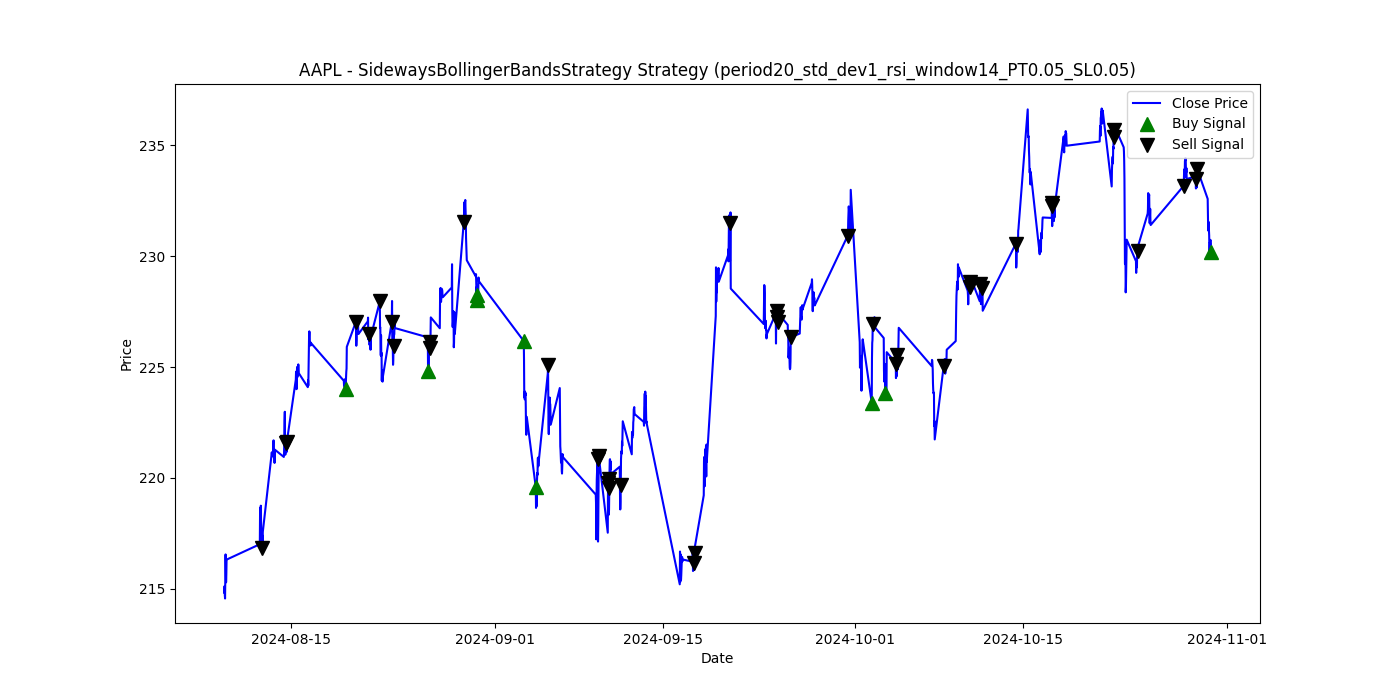 AAPL - SidewaysBollingerBandsStrategy Strategy (period20_std_dev1_rsi_window14_PT0.05_SL0.05)
Close Price
Buy Signal
Sell Signal
Price
235
230
225
220
215
2024-08-15
2024-09-01
2024-09-15
2024-10-01
2024-10-15
2024-11-01
Date